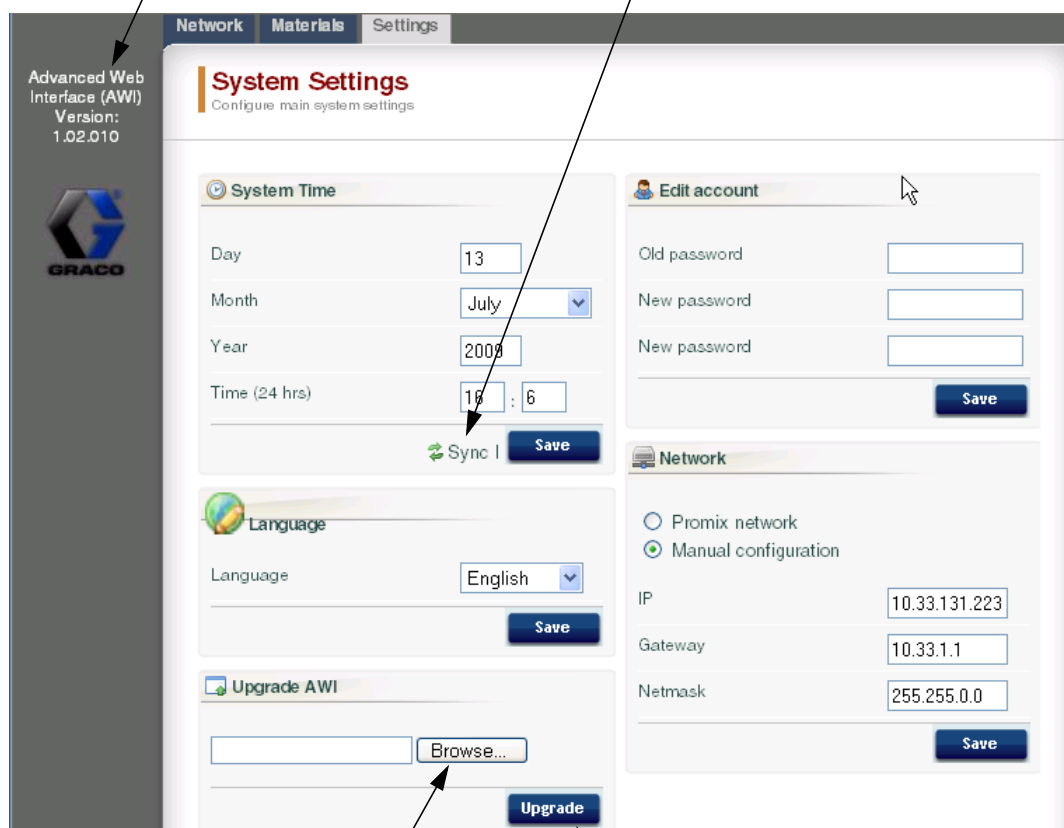 Network Materials Settings
Advanced Web
Interface (AWI)
Version:
1.02.010
GRACO
System Settings
Configure main system settings
System Time
Day 13
Month July
Year 2009
Time (24 hrs) 16 : 6
Sync | Save
Language
Language English
Save
Upgrade AWI
Browse...
Upgrade
Edit account
Old password
New password
New password
Save
Network
Promix network
Manual configuration
IP 10.33.131.223
Gateway 10.33.1.1
Netmask 255.255.0.0
Save